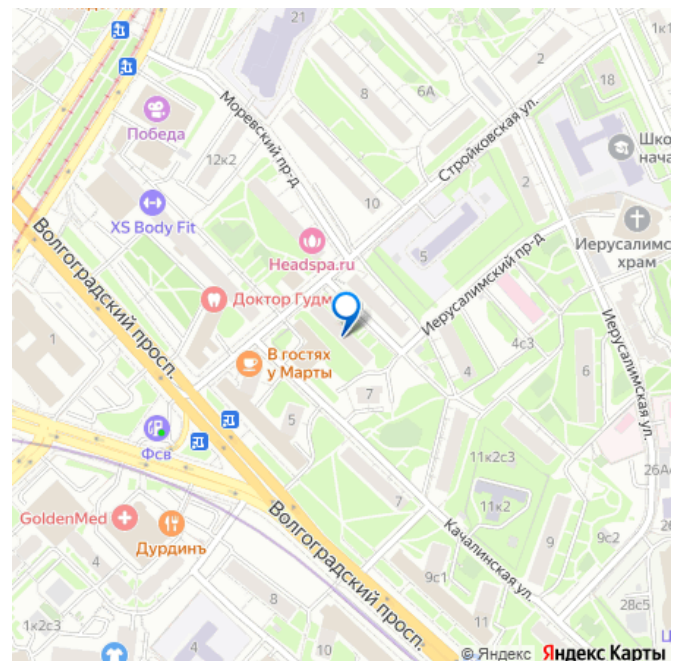 21
1к1
2
18
8
6А
Моревский пр-д
Победа
Стройковская ул.
Шко
нача
12к2
XS Body Fit
10
2
Headspa.ru
5
Иерусалимс
храм
Волгоградский просп.
Доктор Гудм
Иерусалимский пр-д
1
В гостях
у Марты
4с3
Иерусалимская ул.
4
6
7
5
Фсв
11к2с3
26Ас
GoldenMed
Дурдинъ
7
11к2
Качалинская ул.
9
9с2
26
4
Волгоградский просп.
9с1
8
28с5
1к2с3
4
11
Ц
© Яндекс Яндекс Карты